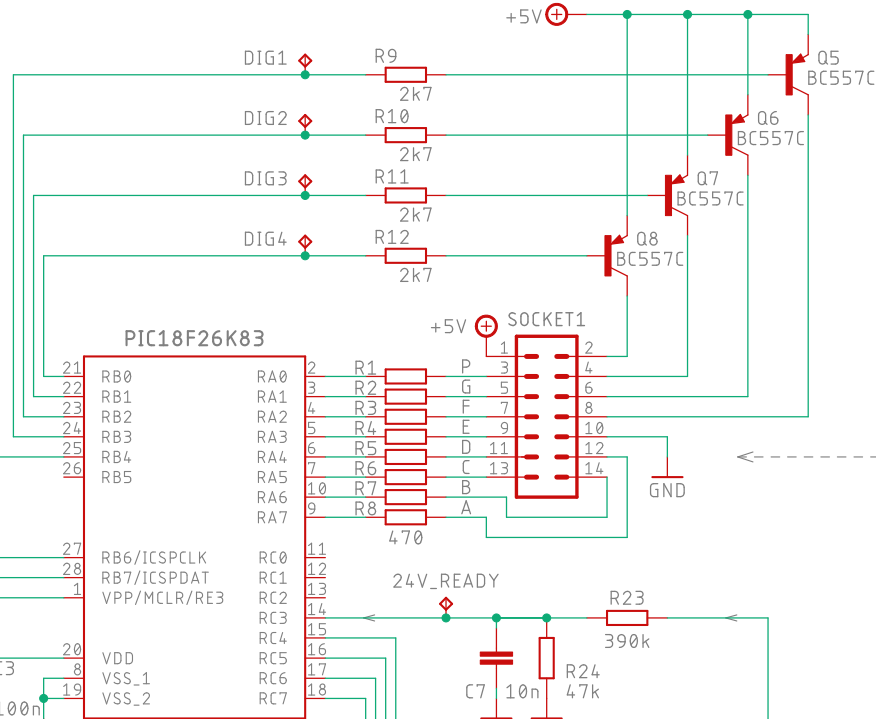 +5V
DIG1 R9 Q5
2k7 BC557C
DIG2 R10 Q6
2k7 BC557C
DIG3 R11 Q7
2k7 BC557C
DIG4 R12 Q8
2k7 BC557C
+5V SOCKET1
PIC18F26K83
1 2
21 RB0 RA0 2 R1 P 3 4
22 RB1 RA1 3 R2 G 5 6
23 RB2 RA2 4 R3 F 7 8
24 RB3 RA3 5 R4 E 9 10
25 RB4 RA4 6 R5 D 11 12
26 RB5 RA5 7 R6 C 13 14
RA6 10 R7 B GND
RA7 9 R8 A
470
27 RB6/ICSPCLK RC0 11
28 RB7/ICSPDAT RC1 12
1 VPP/MCLR/RE3 RC2 13
24V_READY R23
RC3 14
390k
RC4 15
20 VDD RC5 16
C3
8 VSS_1 RC6 17 R24
19 VSS_2 RC7 18 C7 10n 47k
100n